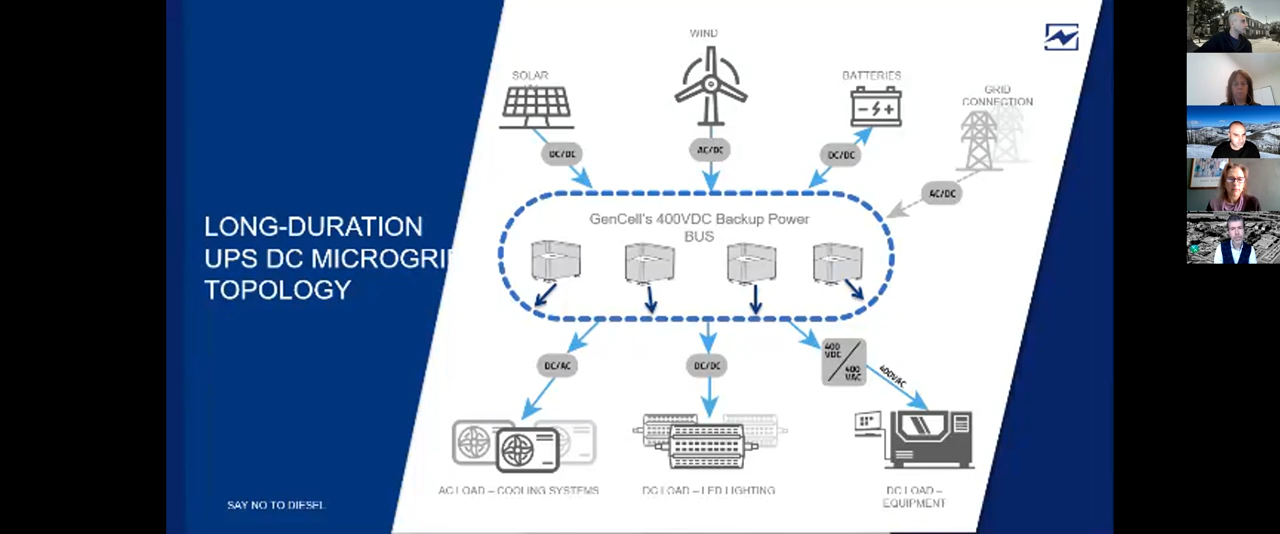 LONG-DURATION
UPS DC MICROGRI
TOPOLOGY
SAY NO TO DIESEL
WIND
SOLAR
BATTERIES
GRID
CONNECTION
DC/DC
AC/DC
DC/DC
AC/DC
GenCell's 400VDC Backup Power
BUS
DC/AC
DC/DC
400
VDC
400
VAC
400VAC
AC LOAD – COOLING SYSTEMS
DC LOAD – LED LIGHTING
DC LOAD –
EQUIPMENT